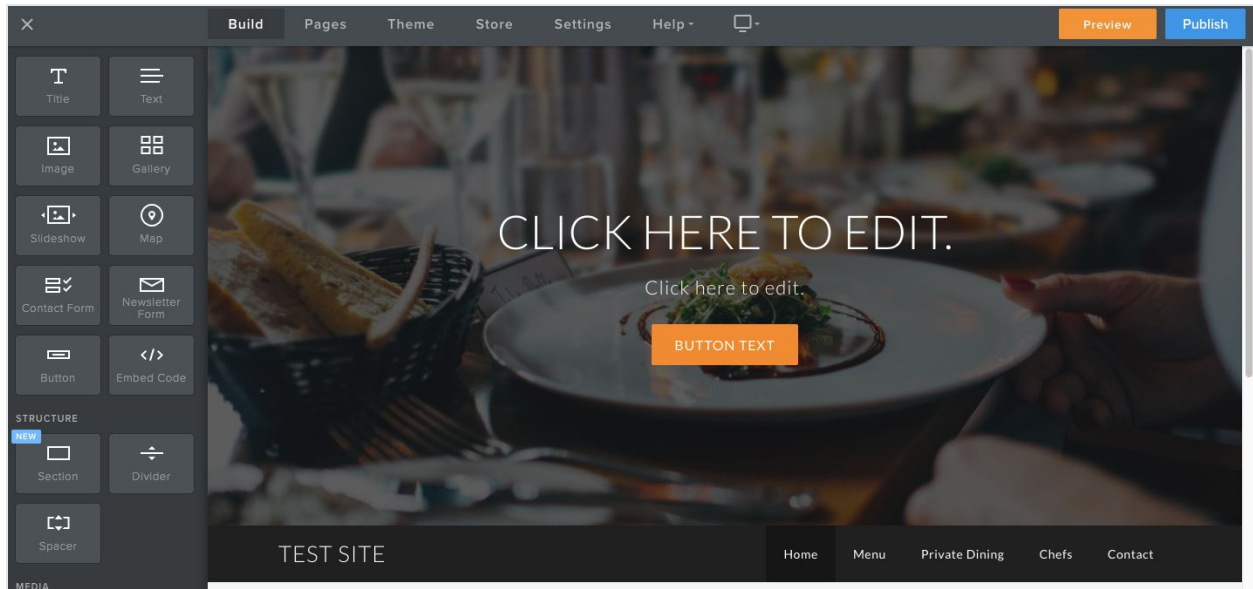 Build Pages Theme Store Settings Help Preview Publish
Title Text
Image Gallery
Slideshow Map
Contact Form Newsletter Form
Button Embed Code
STRUCTURE
NEW
Section Divider
Spacer
MEDIA
CLICK HERE TO EDIT.
Click here to edit.
BUTTON TEXT
TEST SITE Home Menu Private Dining Chefs Contact